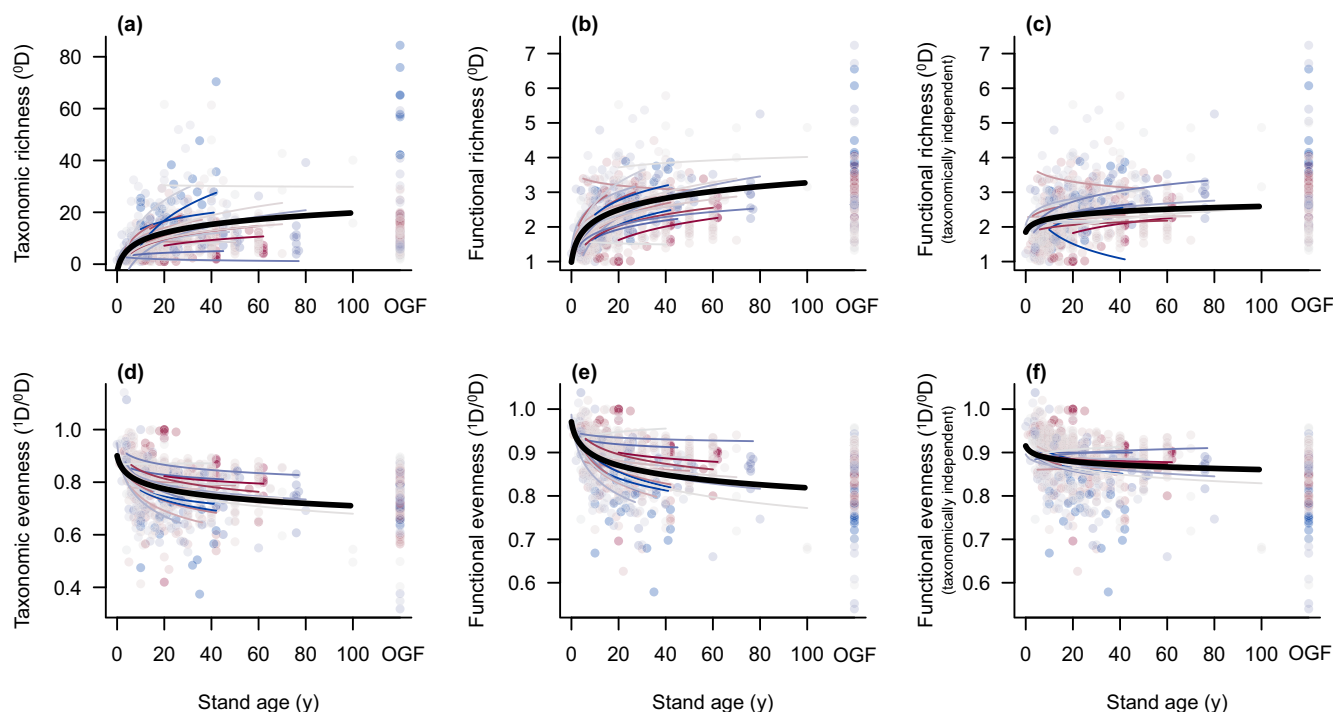 (a)
Taxonomic richness (⁰D)
80
60
40
20
0
0 20 40 60 80 100 OGF
(b)
Functional richness (⁰D)
7
6
5
4
3
2
1
0 20 40 60 80 100 OGF
(c)
Functional richness (⁰D)
(taxonomically independent)
7
6
5
4
3
2
1
0 20 40 60 80 100 OGF
(d)
Taxonomic evenness (¹D/⁰D)
1.0
0.8
0.6
0.4
0 20 40 60 80 100 OGF
Stand age (y)
(e)
Functional evenness (¹D/⁰D)
1.0
0.9
0.8
0.7
0.6
0 20 40 60 80 100 OGF
Stand age (y)
(f)
Functional evenness (¹D/⁰D)
(taxonomically independent)
1.0
0.9
0.8
0.7
0.6
0 20 40 60 80 100 OGF
Stand age (y)